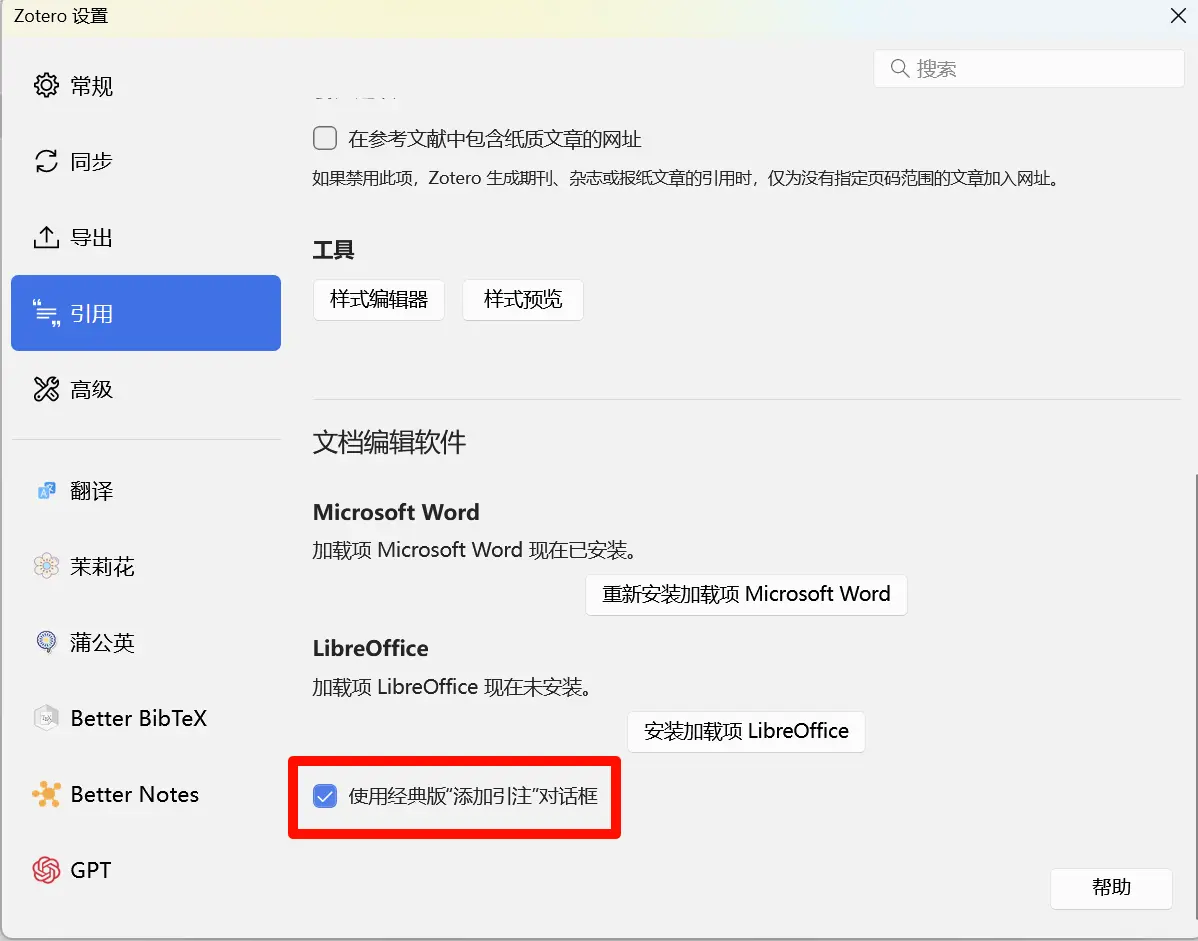 Zotero 设置
搜索
常规
同步
导出
引用
高级
翻译
茉莉花
蒲公英
Better BibTeX
Better Notes
GPT
在参考文献中包含纸质文章的网址
如果禁用此项，Zotero 生成期刊、杂志或报纸文章的引用时，仅为没有指定页码范围的文章加入网址。
工具
样式编辑器
样式预览
文档编辑软件
Microsoft Word
加载项 Microsoft Word 现在已安装。
重新安装加载项 Microsoft Word
LibreOffice
加载项 LibreOffice 现在未安装。
安装加载项 LibreOffice
使用经典版“添加引注”对话框
帮助